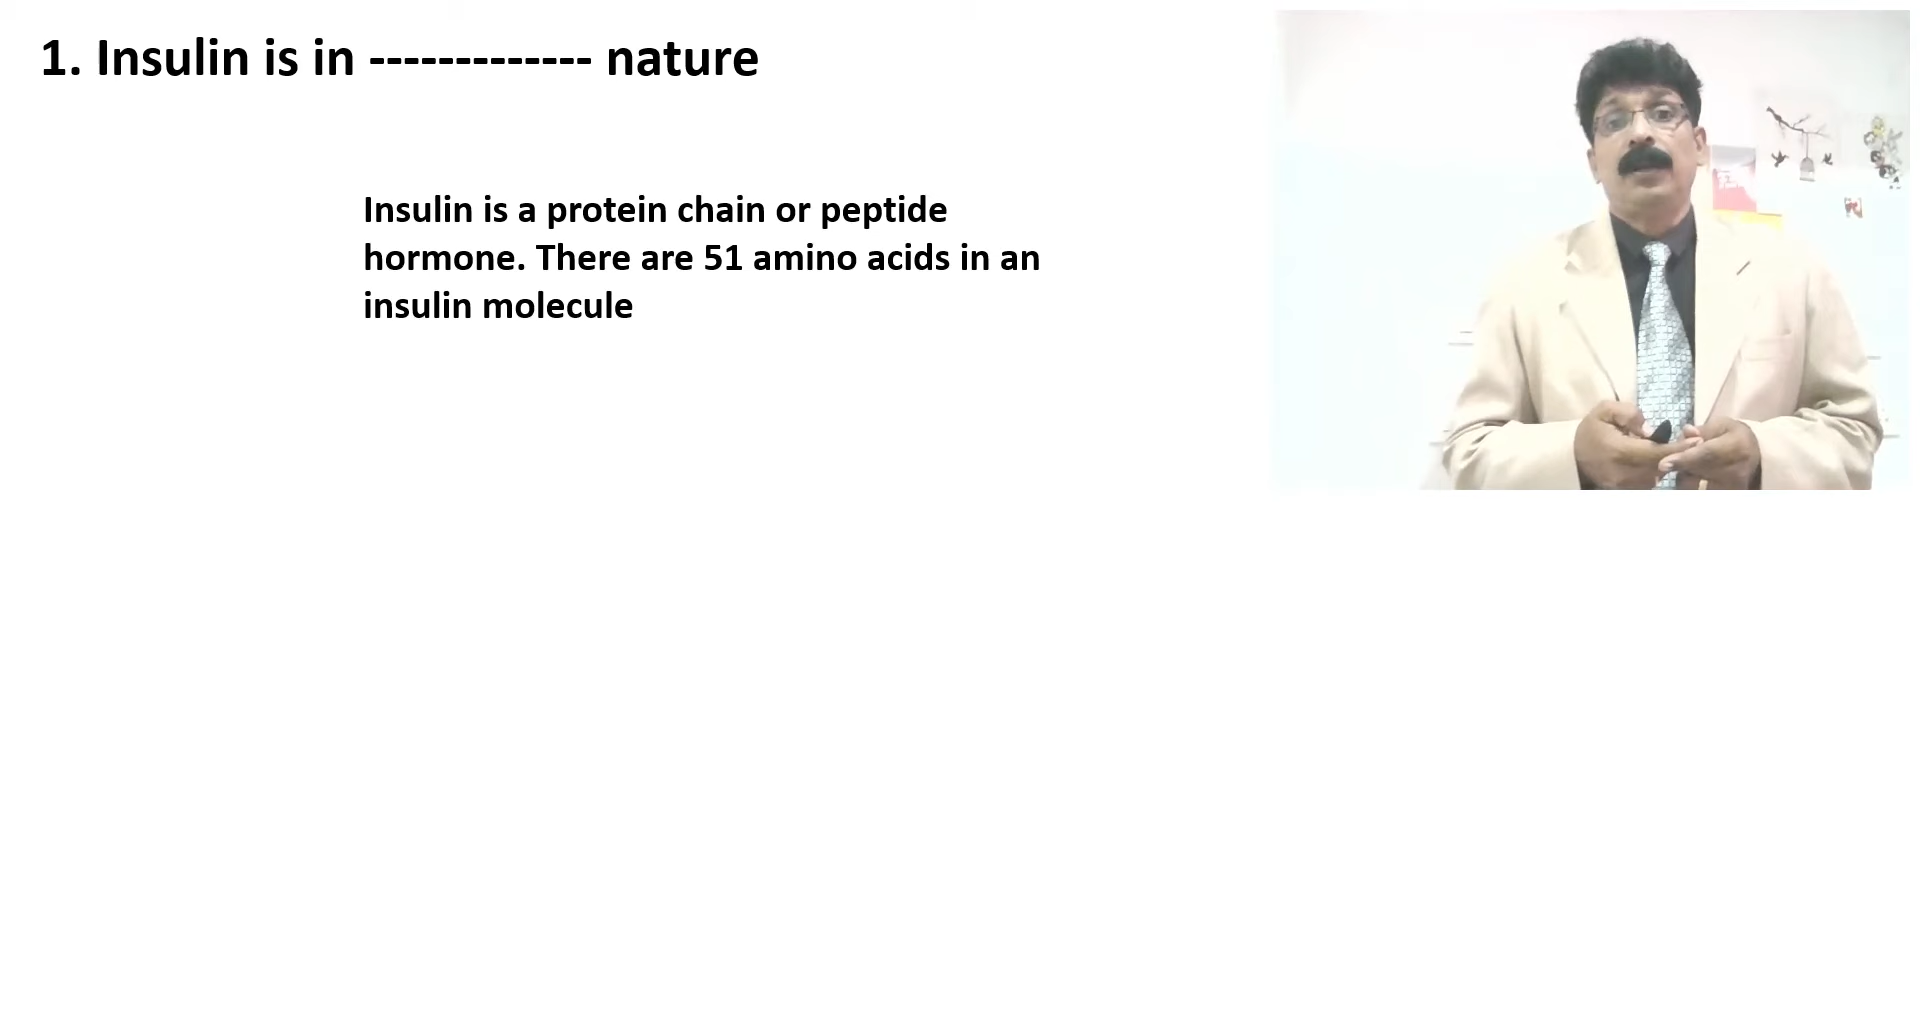 1. Insulin is in ------------- nature
Insulin is a protein chain or peptide
hormone. There are 51 amino acids in an
insulin molecule